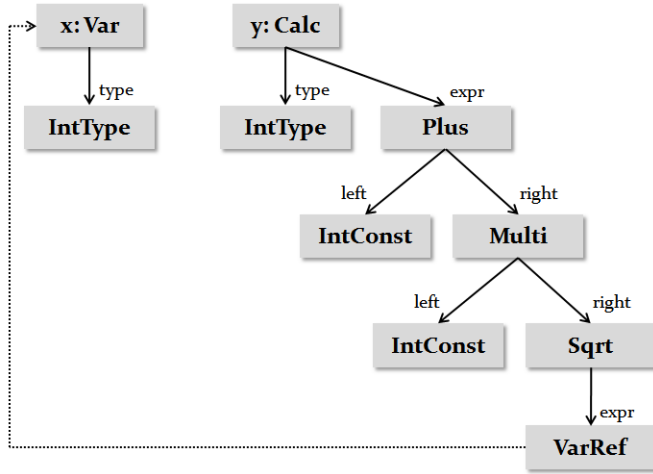 x: Var
y: Calc
type
type
expr
IntType
IntType
Plus
left
right
IntConst
Multi
left
right
IntConst
Sqrt
expr
VarRef